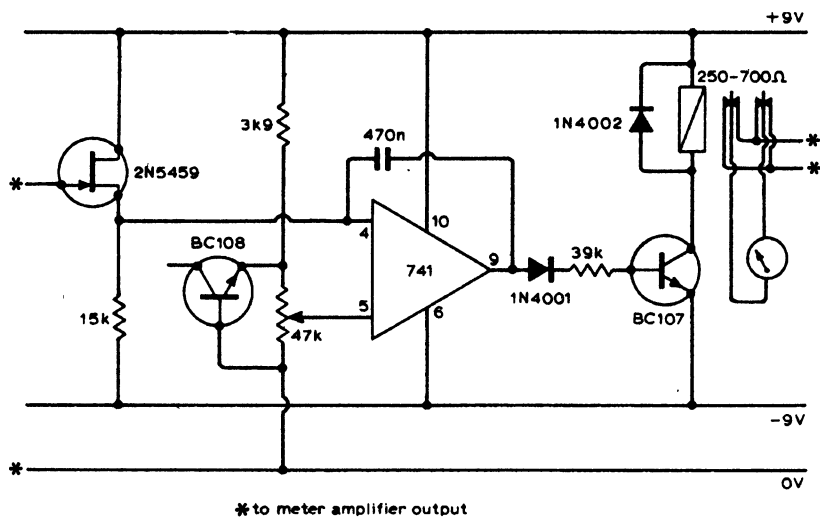 +9V
250-700Ω
3k9
470n
1N4002
*
2N5459
*
*
BC108
4
10
741
9
39k
1N4001
15k
5
47k
6
BC107
-9V
*
0V
* to meter amplifier output